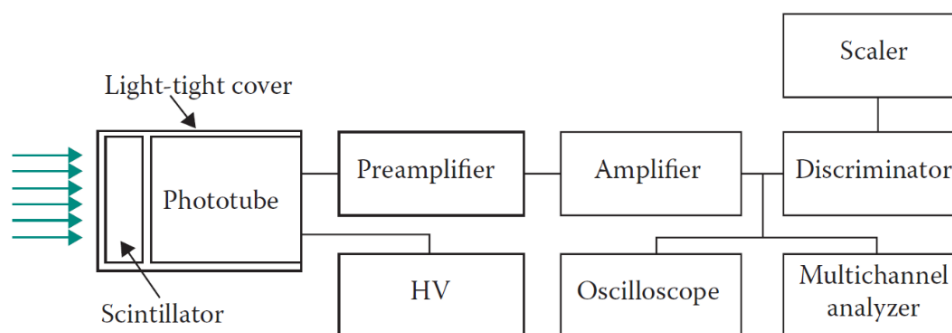 Scaler
Light-tight cover
Phototube
Preamplifier
Amplifier
Discriminator
HV
Oscilloscope
Multichannel
analyzer
Scintillator